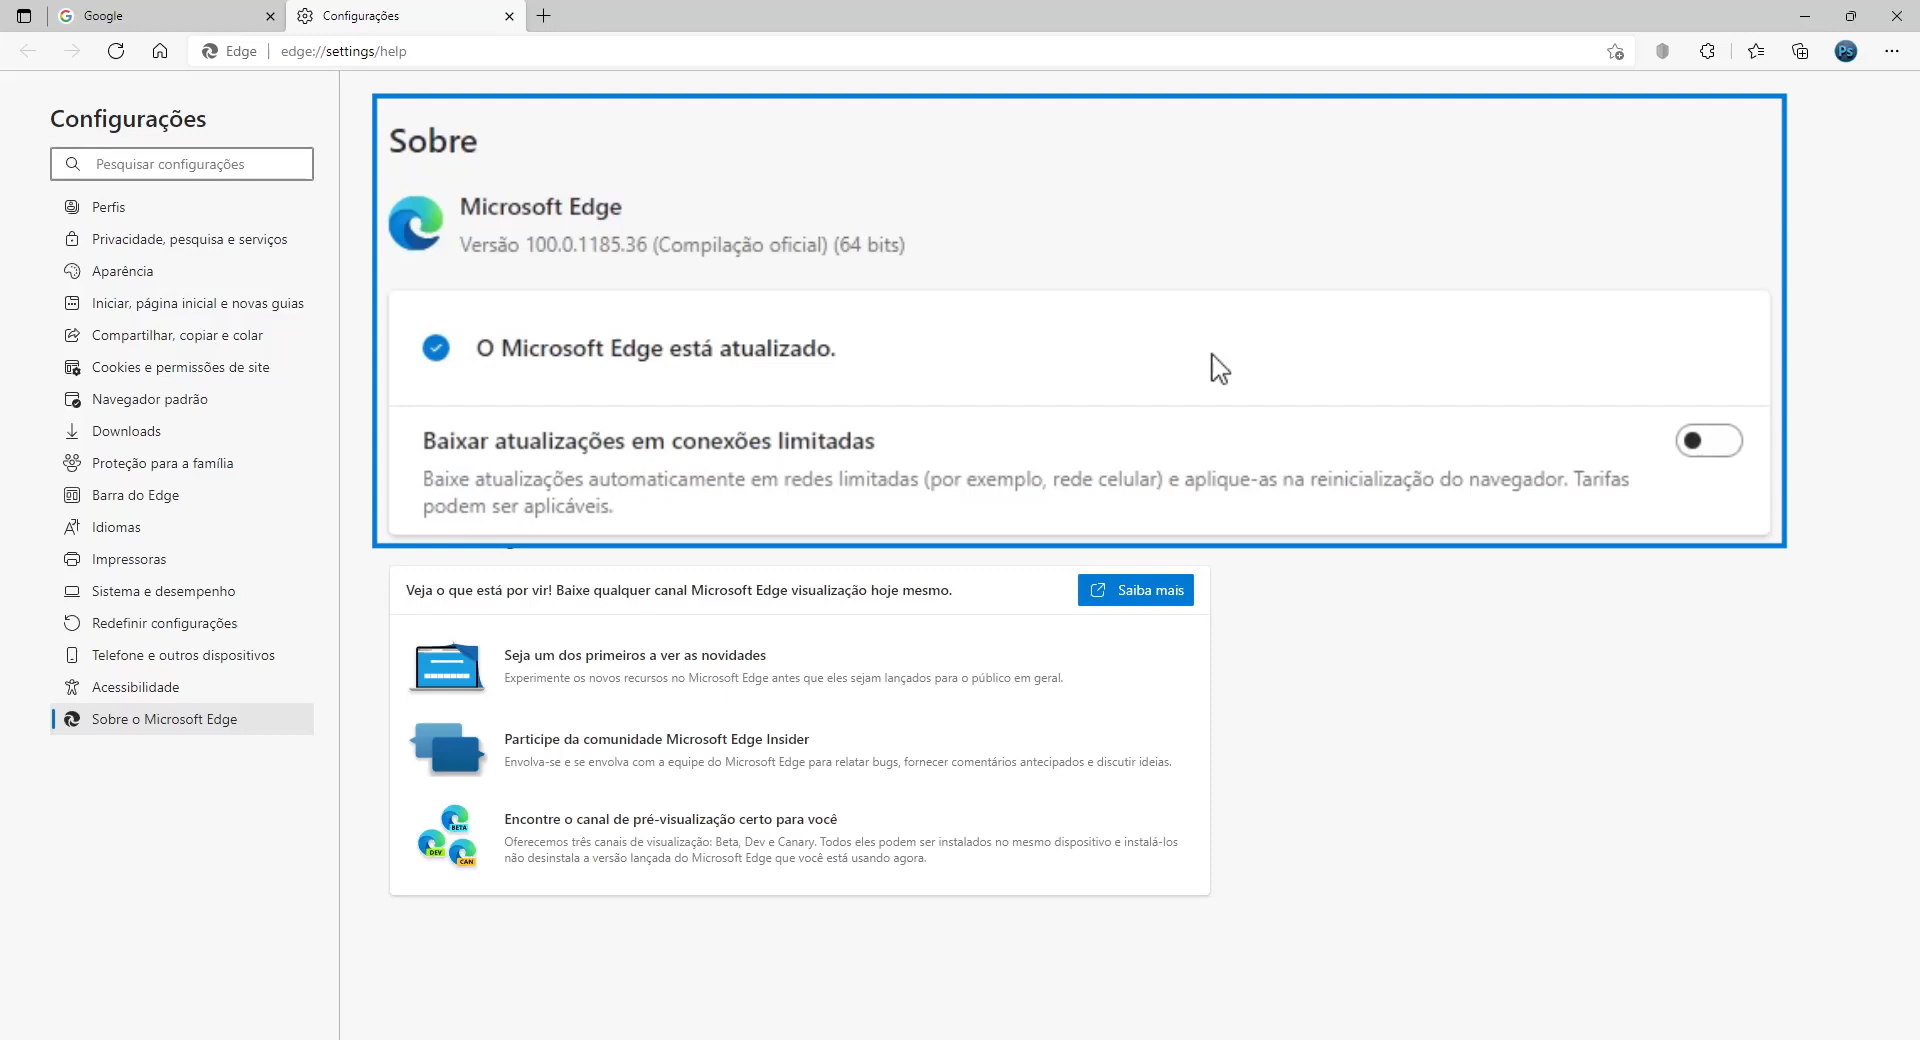 Google
Configurações
Edge
edge://settings/help
Ps
Configurações
Pesquisar configurações
Perfis
Privacidade, pesquisa e serviços
Aparência
Iniciar, página inicial e novas guias
Compartilhar, copiar e colar
Cookies e permissões de site
Navegador padrão
Downloads
Proteção para a família
Barra do Edge
Idiomas
Impressoras
Sistema e desempenho
Redefinir configurações
Telefone e outros dispositivos
Acessibilidade
Sobre o Microsoft Edge
Sobre
Microsoft Edge
Versão 100.0.1185.36 (Compilação oficial) (64 bits)
O Microsoft Edge está atualizado.
Baixar atualizações em conexões limitadas
Baixe atualizações automaticamente em redes limitadas (por exemplo, rede celular) e aplique-as na reinicialização do navegador. Tarifas
podem ser aplicáveis.
Veja o que está por vir! Baixe qualquer canal Microsoft Edge visualização hoje mesmo.
Saiba mais
Seja um dos primeiros a ver as novidades
Experimente os novos recursos no Microsoft Edge antes que eles sejam lançados para o público em geral.
Participe da comunidade Microsoft Edge Insider
Envolva-se e se envolva com a equipe do Microsoft Edge para relatar bugs, fornecer comentários antecipados e discutir ideias.
BETA
DEV
CAN
Encontre o canal de pré-visualização certo para você
Oferecemos três canais de visualização: Beta, Dev e Canary. Todos eles podem ser instalados no mesmo dispositivo e instalá-los
não desinstala a versão lançada do Microsoft Edge que você está usando agora.